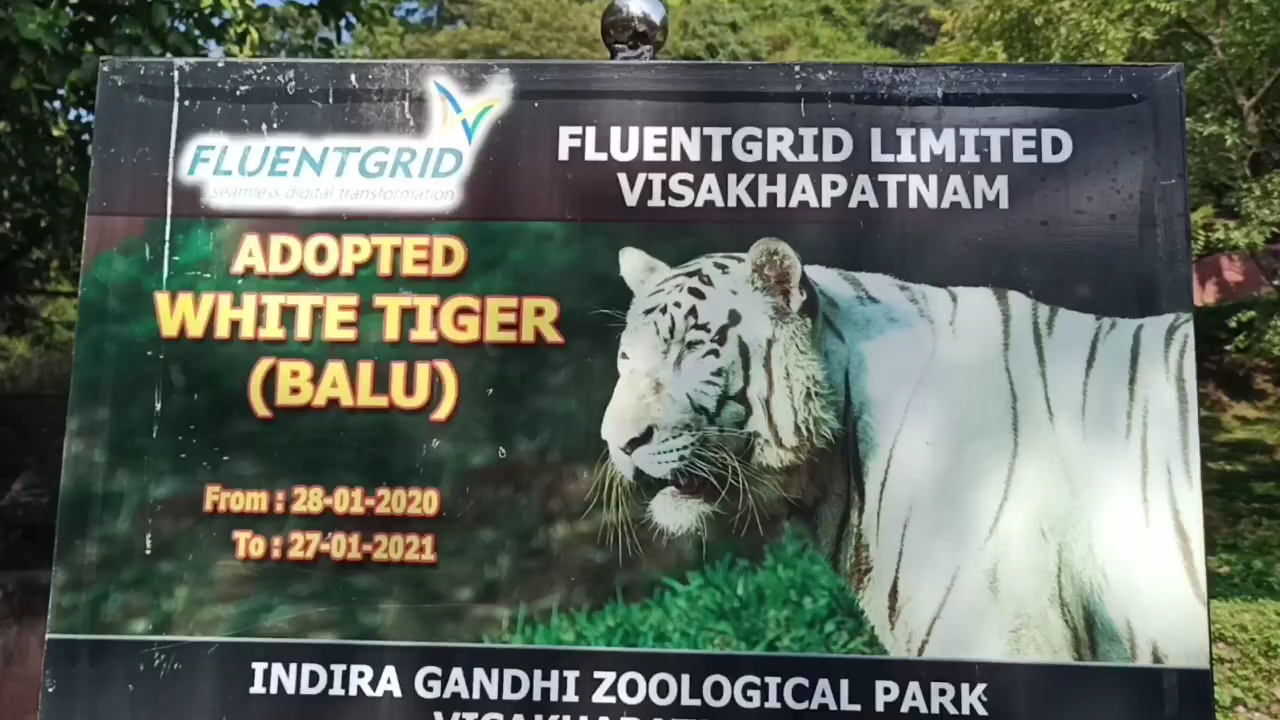 FLUENTGRID
seamless digital transformation
FLUENTGRID LIMITED
VISAKHAPATNAM
ADOPTED
WHITE TIGER
(BALU)
From : 28-01-2020
To : 27-01-2021
INDIRA GANDHI ZOOLOGICAL PARK